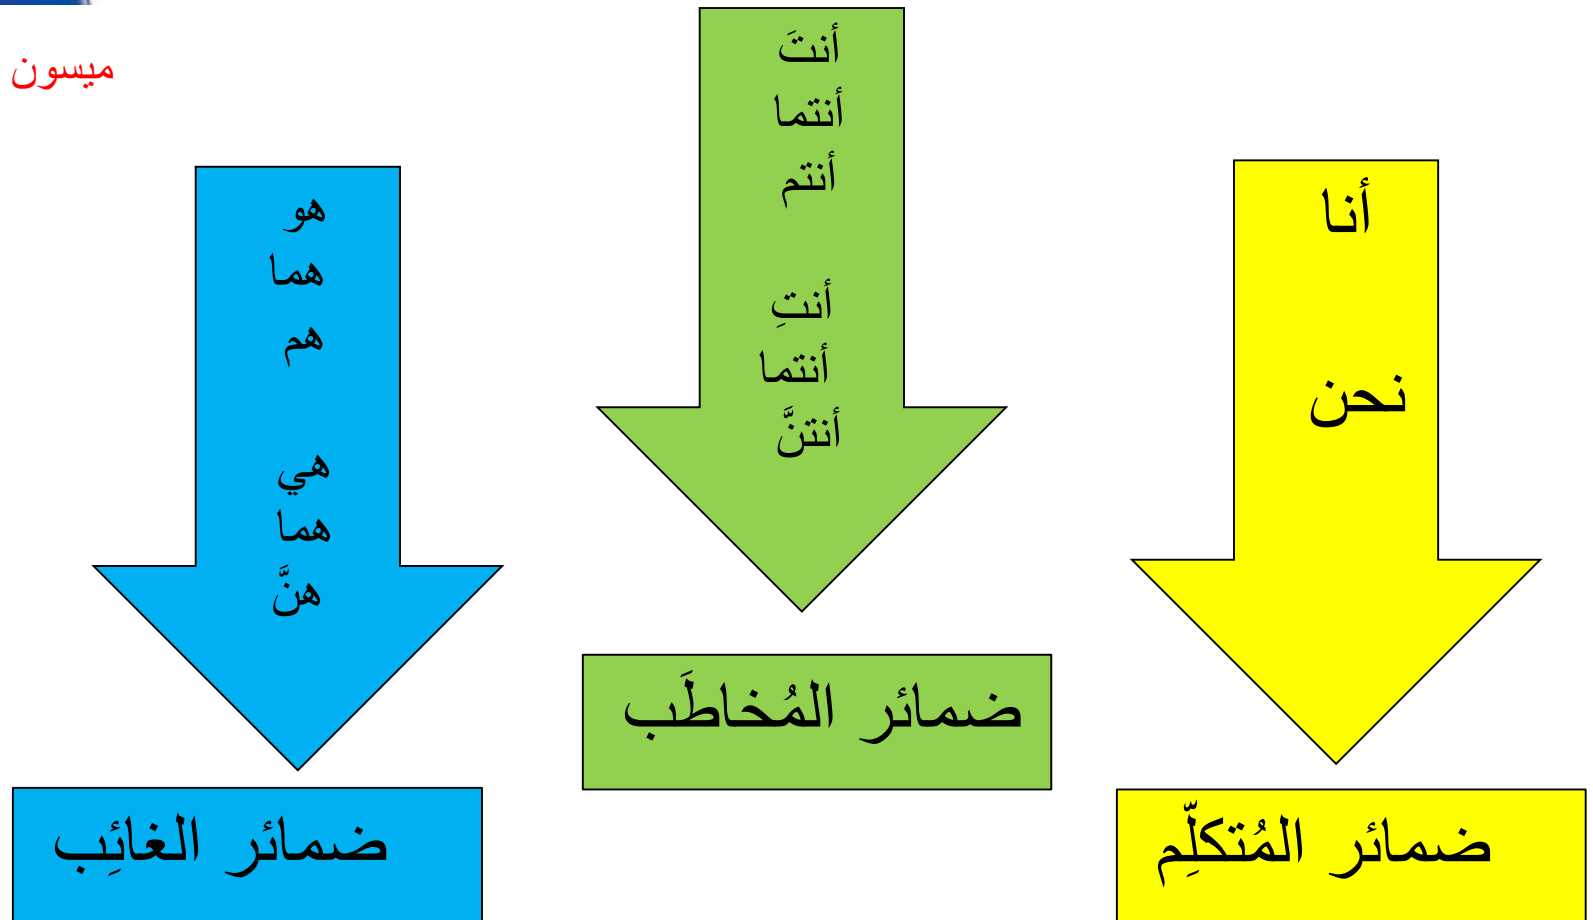 ميسون
أنا
نحن
ضمائر المُتكلِّم
أنتَ
أنتما
أنتم
أنتِ
أنتما
أنتنَّ
ضمائر المُخاطَب
هو
هما
هم
هي
هما
هنَّ
ضمائر الغائِب